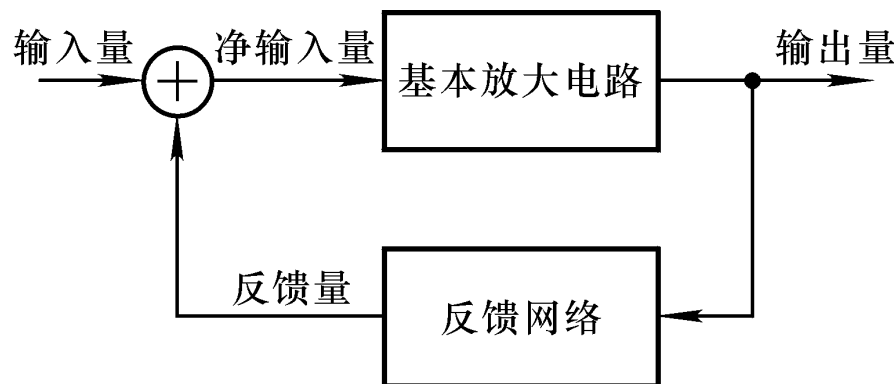 输入量
净输入量
基本放大电路
输出量
反馈量
反馈网络